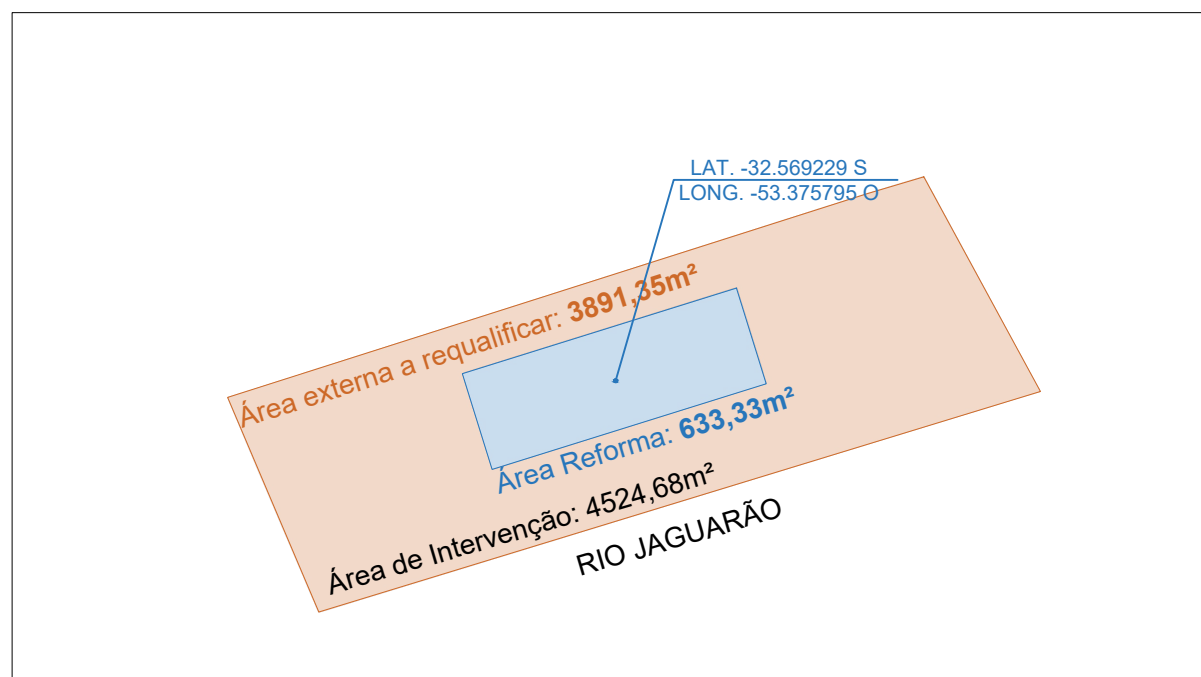 LAT. -32.569229 S
LONG. -53.375795 O
Área externa a requalificar: 3891,35m²
Área Reforma: 633,33m²
Área de Intervenção: 4524,68m²
RIO JAGUARÃO